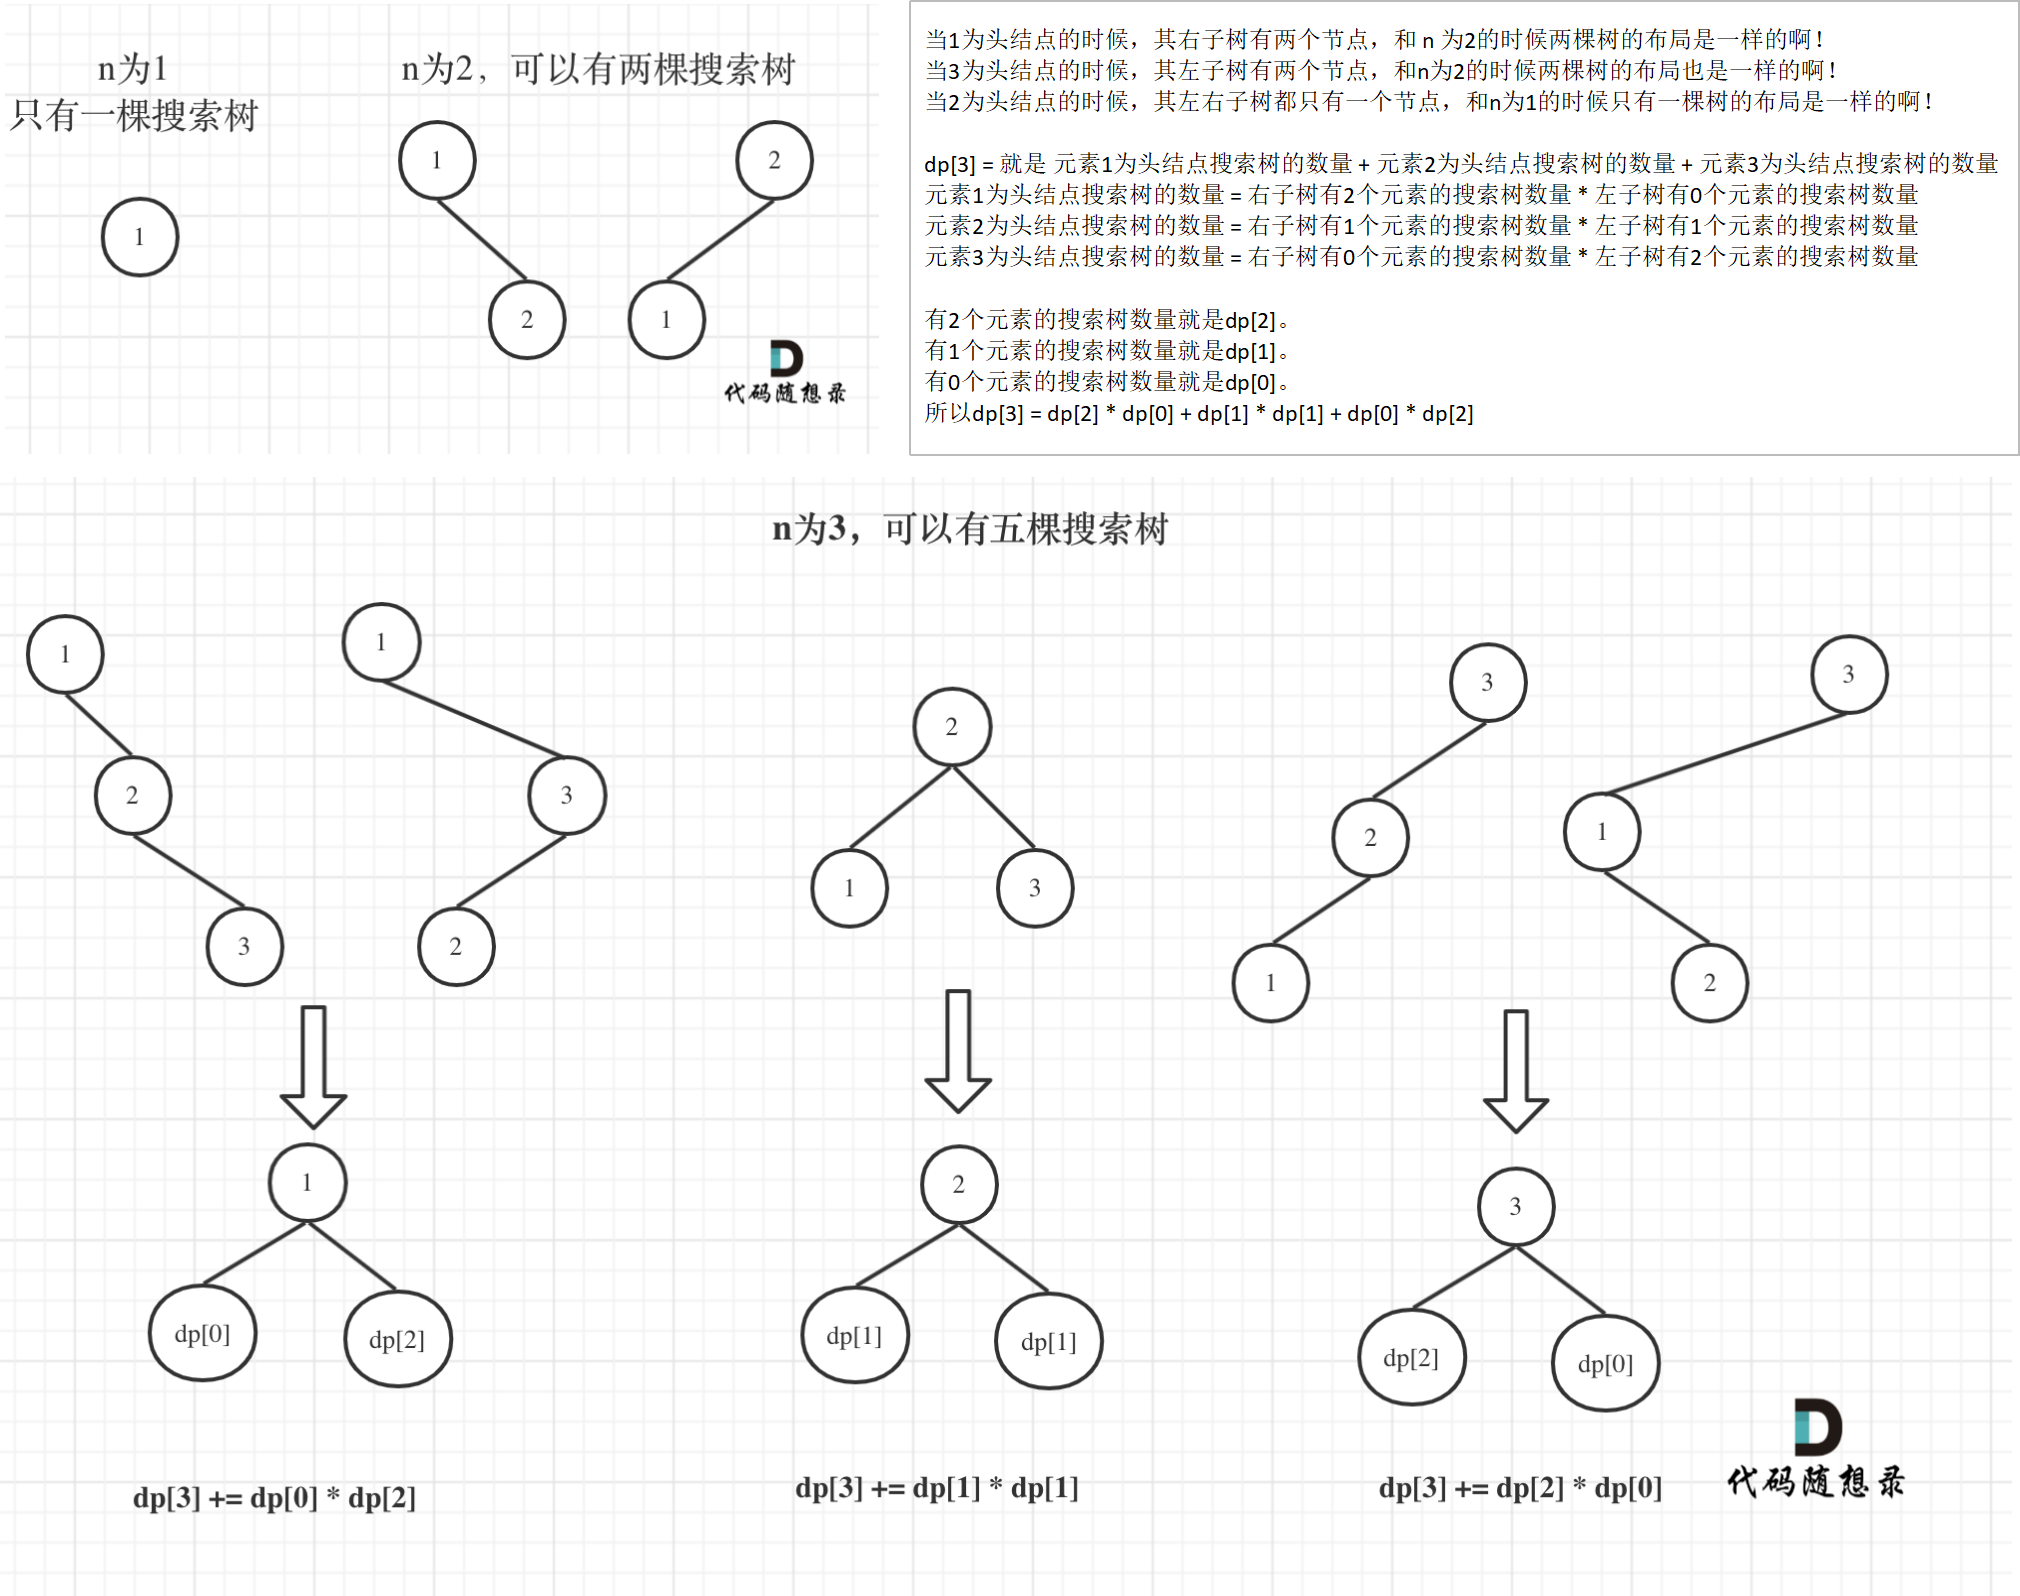 n为1
只有一棵搜索树
1
n为2，可以有两棵搜索树
1
2
2
1
代码随想录
当1为头结点的时候，其右子树有两个节点，和 n 为2的时候两棵树的布局是一样的啊！
当3为头结点的时候，其左子树有两个节点，和n为2的时候两棵树的布局也是一样的啊！
当2为头结点的时候，其左右子树都只有一个节点，和n为1的时候只有一棵树的布局是一样的啊！
dp[3] = 就是 元素1为头结点搜索树的数量 + 元素2为头结点搜索树的数量 + 元素3为头结点搜索树的数量
元素1为头结点搜索树的数量 = 右子树有2个元素的搜索树数量 * 左子树有0个元素的搜索树数量
元素2为头结点搜索树的数量 = 右子树有1个元素的搜索树数量 * 左子树有1个元素的搜索树数量
元素3为头结点搜索树的数量 = 右子树有0个元素的搜索树数量 * 左子树有2个元素的搜索树数量
有2个元素的搜索树数量就是dp[2]。
有1个元素的搜索树数量就是dp[1]。
有0个元素的搜索树数量就是dp[0]。
所以dp[3] = dp[2] * dp[0] + dp[1] * dp[1] + dp[0] * dp[2]
n为3，可以有五棵搜索树
1
2
3
1
3
2
2
1
3
3
2
1
3
1
2
1
dp[0]
dp[2]
2
dp[1]
dp[1]
3
dp[2]
dp[0]
dp[3] += dp[0] * dp[2]
dp[3] += dp[1] * dp[1]
dp[3] += dp[2] * dp[0]
代码随想录